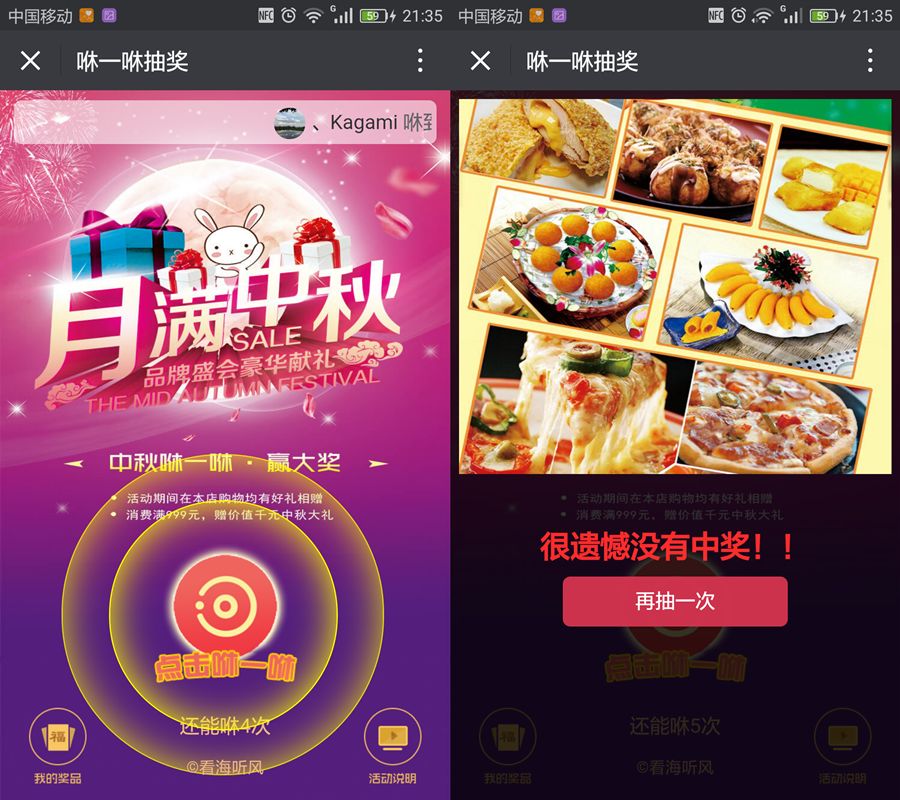 中国移动 NFC G 59 21:35
咻一咻抽奖
、Kagami 咻到
月满中秋
SALE
品牌盛会豪华献礼
THE MID-AUTUMN FESTIVAL
中秋咻一咻·赢大奖
• 活动期间在本店购物均有好礼相赠
• 消费满999元，赠价值千元中秋大礼
点击咻一咻
还能咻4次
福
我的奖品
活动说明
©看海听风
中国移动 NFC G 59 21:35
咻一咻抽奖
• 活动期间在本店购物均有好礼相赠
• 消费满999元，赠价值千元中秋大礼
很遗憾没有中奖！！
再抽一次
点击咻一咻
还能咻5次
福
我的奖品
活动说明
©看海听风